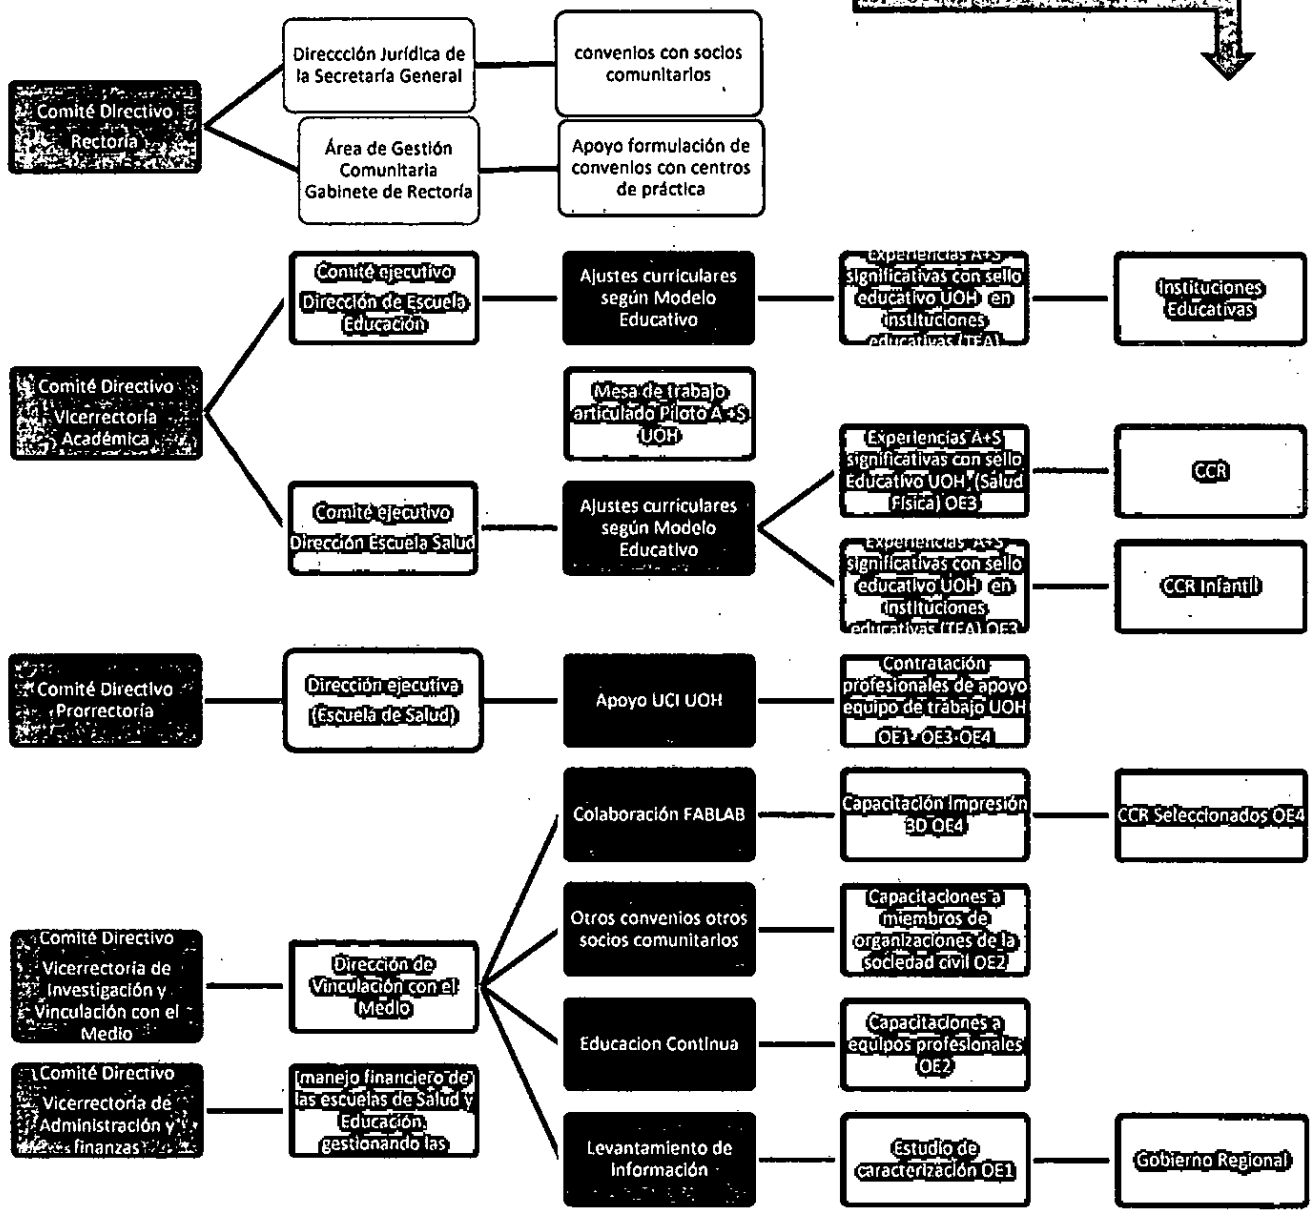 Comité Directivo
Rectoría
Direccción Jurídica de
la Secretaría General
convenios con socios
comunitarios
Área de Gestión
Comunitaria
Gabinete de Rectoría
Apoyo formulación de
convenios con centros
de práctica
Comité Directivo
Vicerrectoría
Académica
Comité ejecutivo
Dirección de Escuela
Educación
Ajustes curriculares
según Modelo
Educativo
Experiencias A+S
significativas con sello
educativo UOH en
instituciones
educativas (TEA)
Instituciones
Educativas
Mesa de trabajo
articulado Piloto A +S
UOH
Comité ejecutivo
Dirección Escuela Salud
Ajustes curriculares
según Modelo
Educativo
Experiencias A+S
significativas con sello
Educativo UOH (Salud
Física) OE3
CCR
Experiencias A+S
significativas con sello
educativo UOH en
instituciones
educativas (TEA) OE3
CCR Infantil
Comité Directivo
Prorrectoría
Dirección ejecutiva
(Escuela de Salud)
Apoyo UCI UOH
Contratación
profesionales de apoyo
equipo de trabajo UOH
OE1- OE3-OE4
Comité Directivo
Vicerrectoría de
Investigación y
Vinculación con el
Medio
Dirección de
Vinculación con el
Medio
Colaboración FABLAB
Capacitación Impresión
3D OE4
CCR Seleccionados OE4
Otros convenios otros
socios comunitarios
Capacitaciones a
miembros de
organizaciones de la
sociedad civil OE2
Educacion Continua
Capacitaciones a
equipos profesionales
OE2
Levantamiento de
Información
Estudio de
caracterización OE1
Gobierno Regional
Comité Directivo
Vicerrectoría de
Administración y
finanzas
(manejo financiero de
las escuelas de Salud y
Educación,
gestionando las